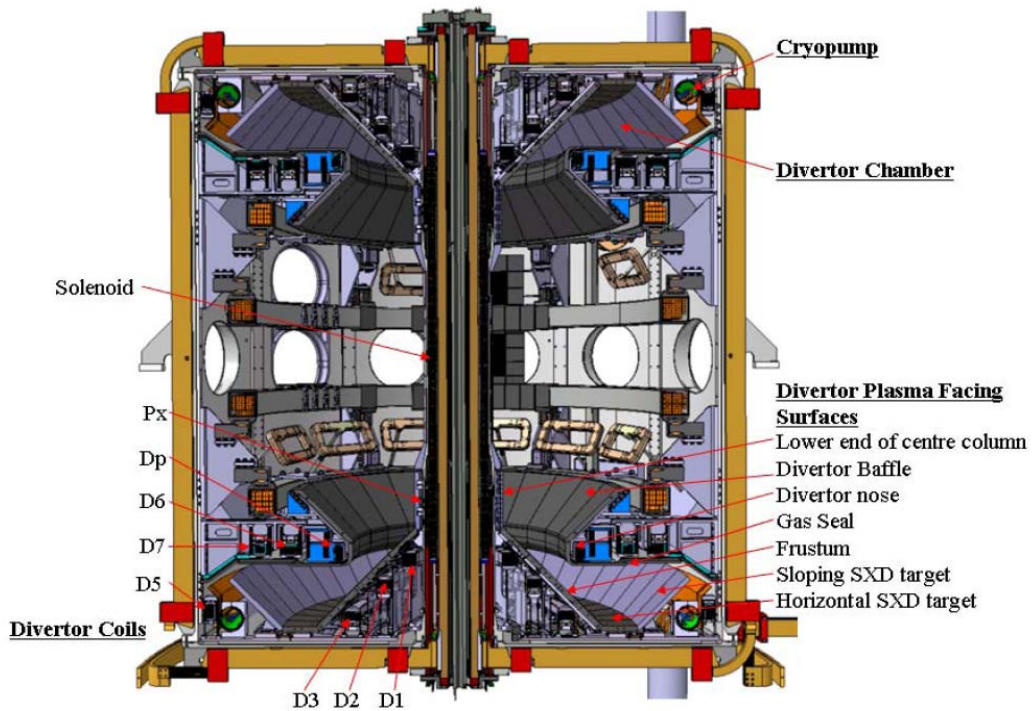 Cryopump
Divertor Chamber
Solenoid
Px
Dp
D6
D7
D5
Divertor Coils
D3
D2
D1
Divertor Plasma Facing
Surfaces
Lower end of centre column
Divertor Baffle
Divertor nose
Gas Seal
Frustum
Sloping SXD target
Horizontal SXD target